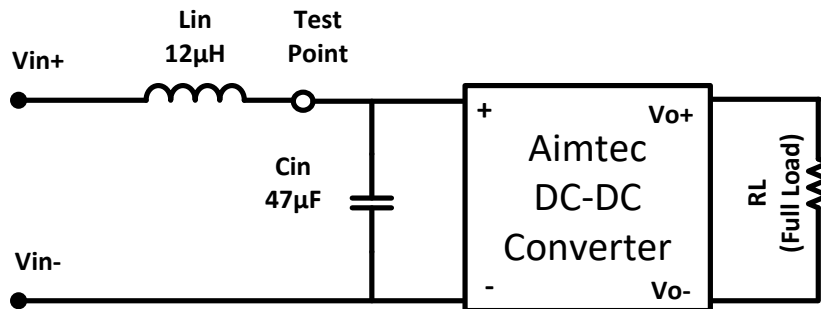 Lin
12µH
Test
Point
Vin+
Cin
47µF
Vin-
+
-
Aimtec
DC-DC
Converter
Vo+
Vo-
RL
(Full Load)